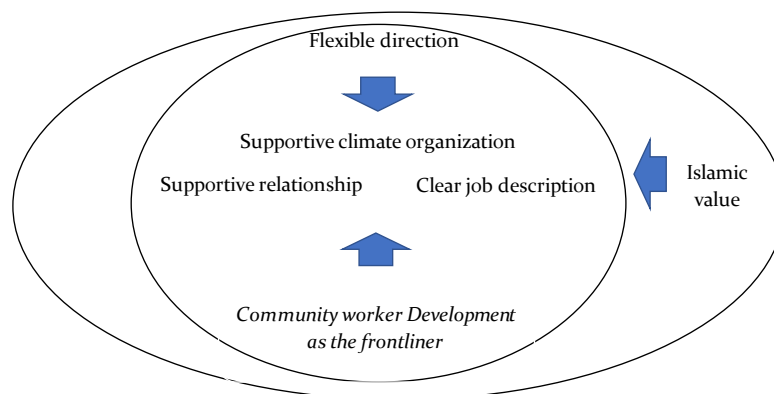 Flexible direction
Supportive climate organization
Supportive relationship
Clear job description
Islamic
value
Community worker Development
as the frontliner